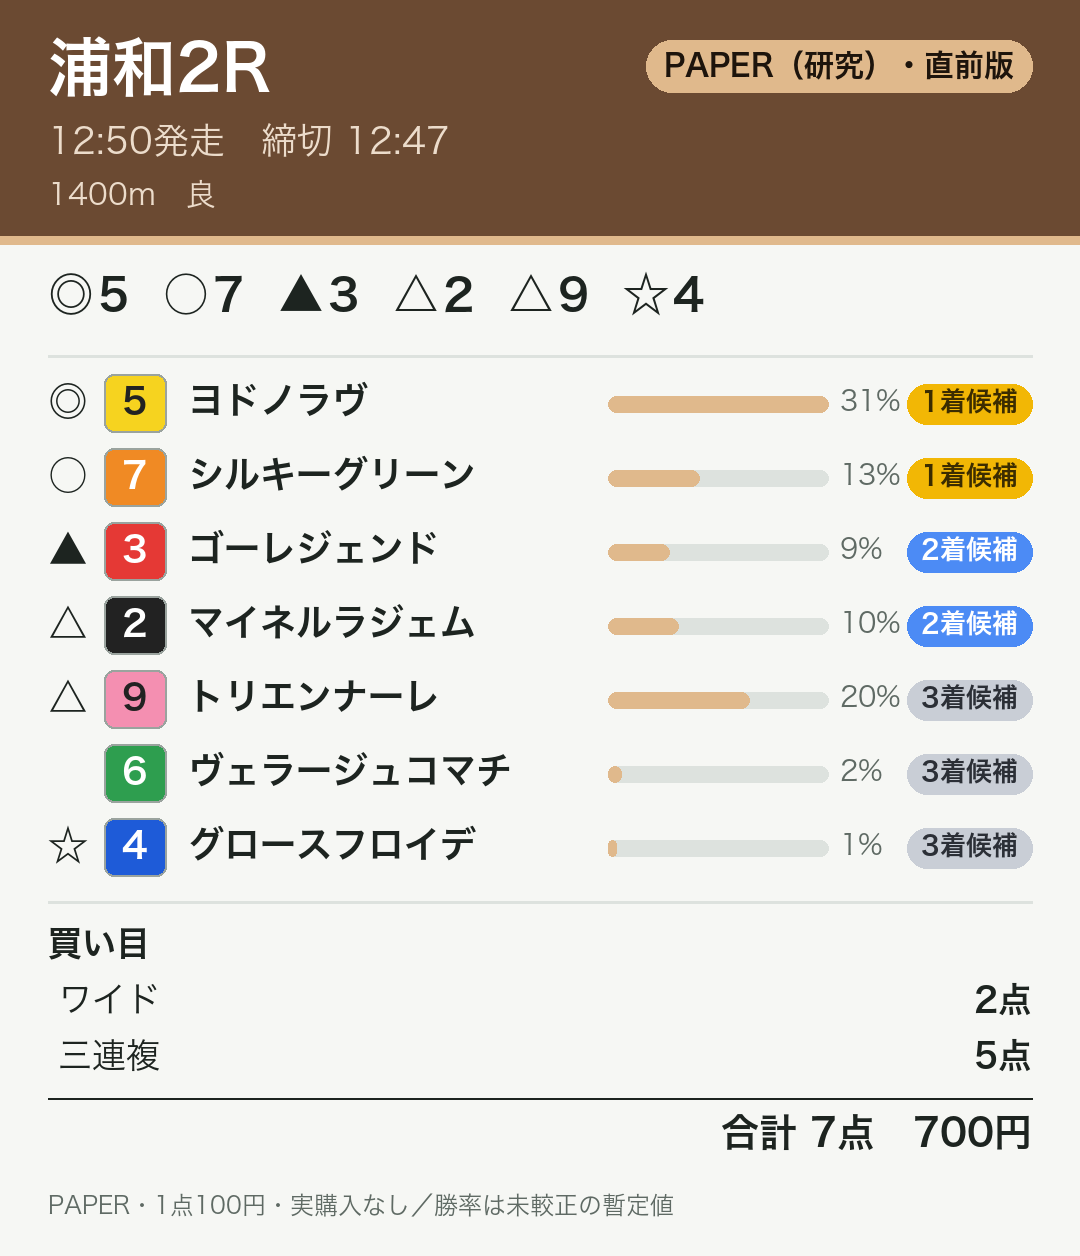 浦和2R
PAPER（研究）・直前版
12:50発走　締切 12:47
1400m　良
◎5 ○7 ▲3 △2 △9 ☆4
◎ 5 ヨドノラヴ 31% 1着候補
○ 7 シルキーグリーン 13% 1着候補
▲ 3 ゴーレジェンド 9% 2着候補
△ 2 マイネルラジェム 10% 2着候補
△ 9 トリエンナーレ 20% 3着候補
6 ヴェラージュコマチ 2% 3着候補
☆ 4 グロースフロイデ 1% 3着候補
買い目
ワイド 2点
三連複 5点
合計 7点　700円
PAPER・1点100円・実購入なし／勝率は未較正の暫定値